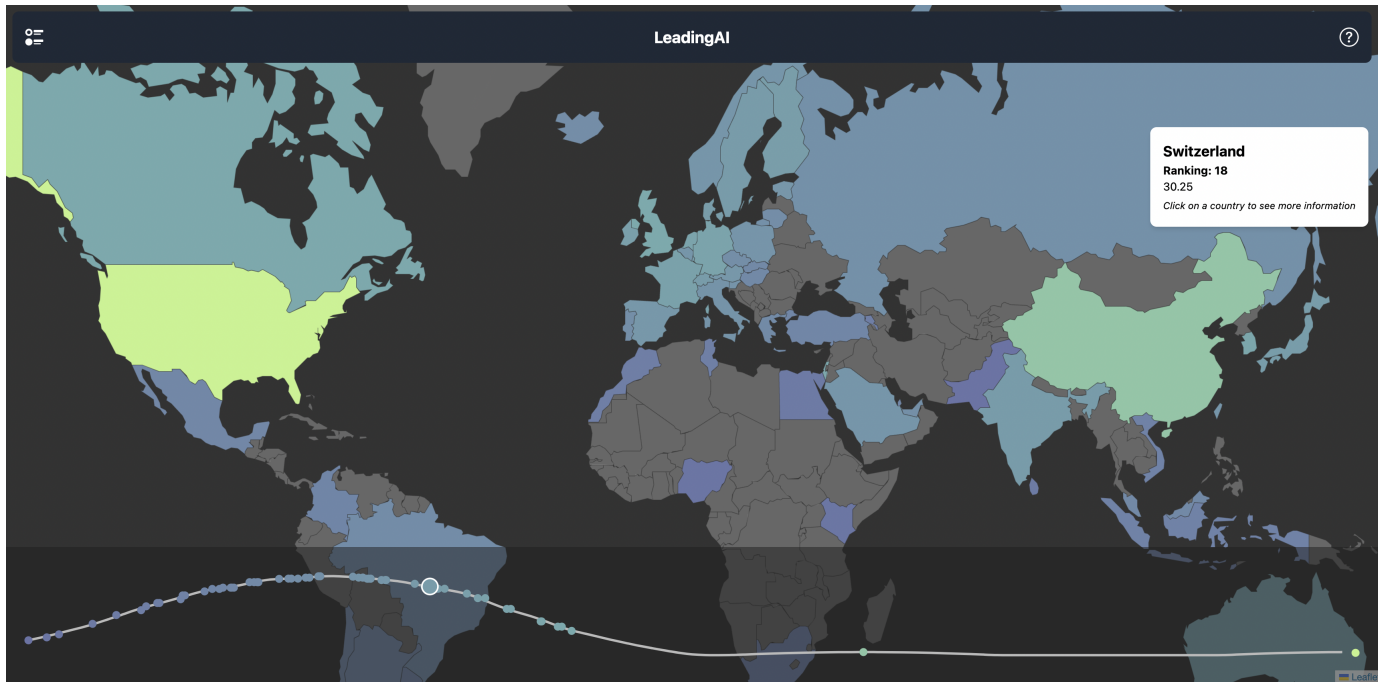 LeadingAI
?
Switzerland
Ranking: 18
30.25
Click on a country to see more information